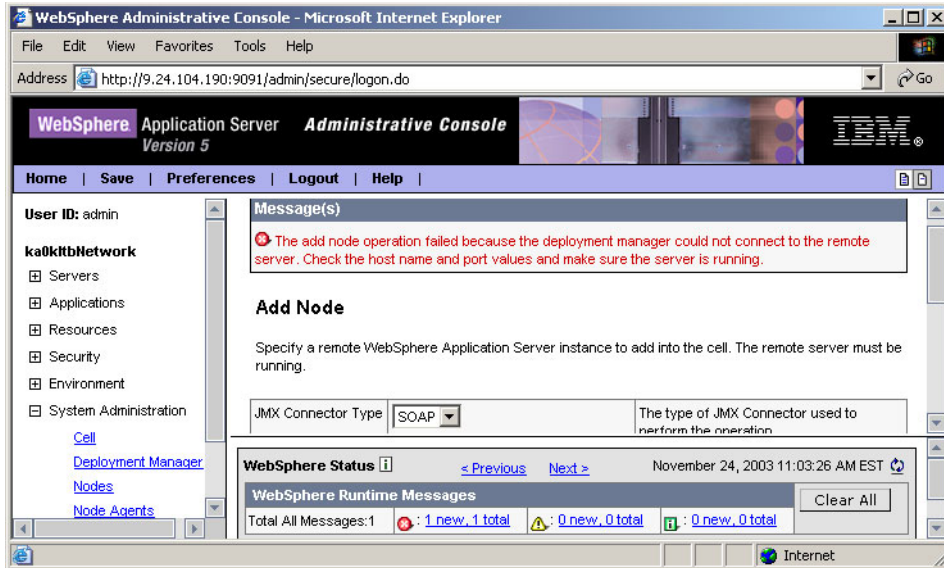 WebSphere Administrative Console - Microsoft Internet Explorer
File Edit View Favorites Tools Help
Address http://9.24.104.190:9091/admin/secure/logon.do Go
WebSphere Application Server Administrative Console
Version 5
IBM
Home | Save | Preferences | Logout | Help |
User ID: admin
ka0kltbNetwork
Servers
Applications
Resources
Security
Environment
System Administration
Cell
Deployment Manager
Nodes
Node Agents
Message(s)
The add node operation failed because the deployment manager could not connect to the remote
server. Check the host name and port values and make sure the server is running.
Add Node
Specify a remote WebSphere Application Server instance to add into the cell. The remote server must be
running.
JMX Connector Type SOAP The type of JMX Connector used to
perform the operation
WebSphere Status < Previous Next > November 24, 2003 11:03:26 AM EST
WebSphere Runtime Messages Clear All
Total All Messages:1 : 1 new, 1 total : 0 new, 0 total : 0 new, 0 total
Internet